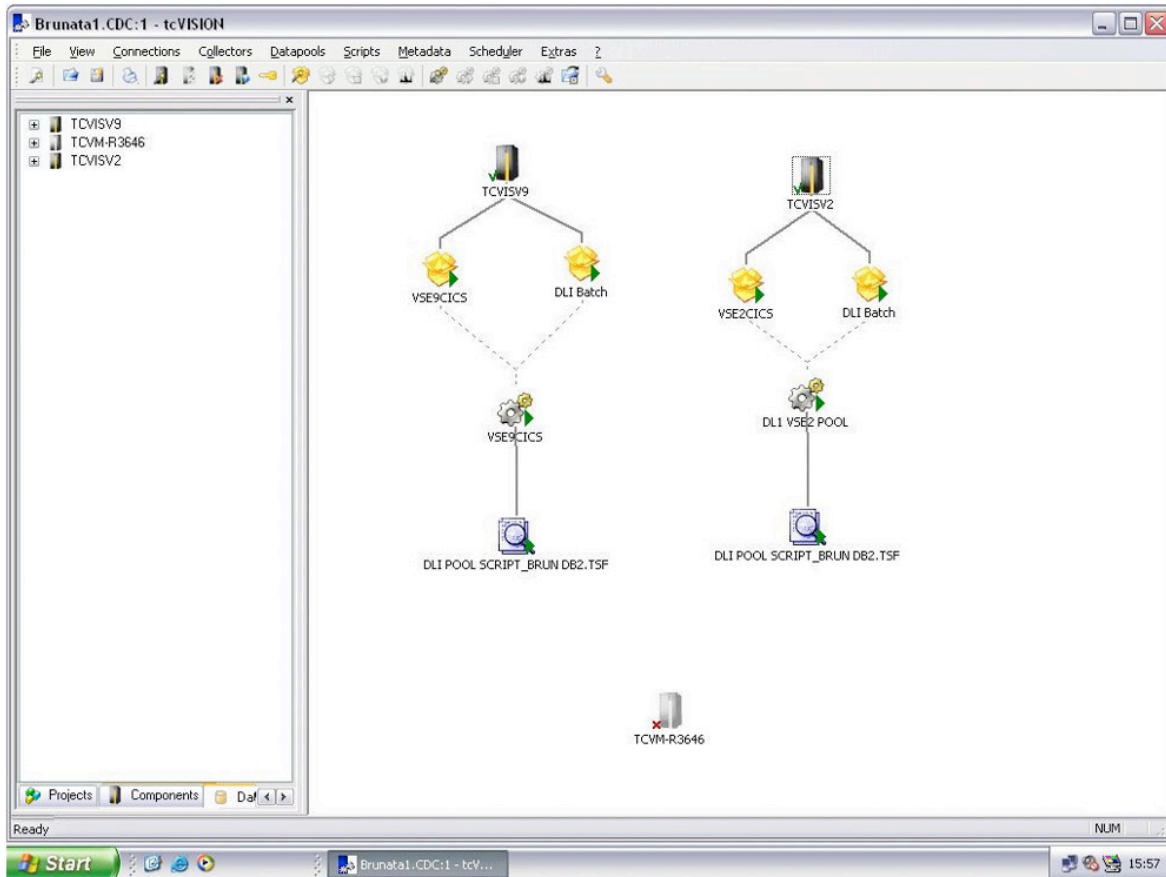 Brunata1.CDC:1 - tcVISION
File View Connections Collectors Datapools Scripts Metadata Scheduler Extras ?
TCVISV9
TCVM-R3646
TCVISV2
TCVISV9
TCVISV2
VSE9CICS
DLI Batch
VSE2CICS
DLI Batch
VSE9CICS
DL1 VSE2 POOL
DLI POOL SCRIPT_BRUN DB2.TSF
DLI POOL SCRIPT_BRUN DB2.TSF
TCVM-R3646
Projects Components
Ready NUM
Start Brunata1.CDC:1 - tcV... 15:57